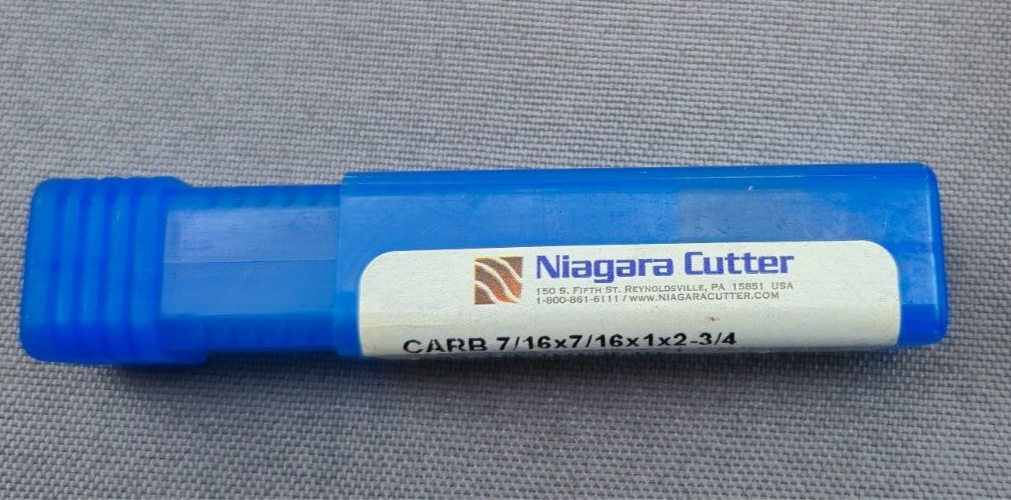 Niagara Cutter
150 S. FIFTH ST. REYNOLDSVILLE, PA 15851 USA
1-800-861-6111 / WWW.NIAGARACUTTER.COM
CARB 7/16x7/16x1x2-3/4